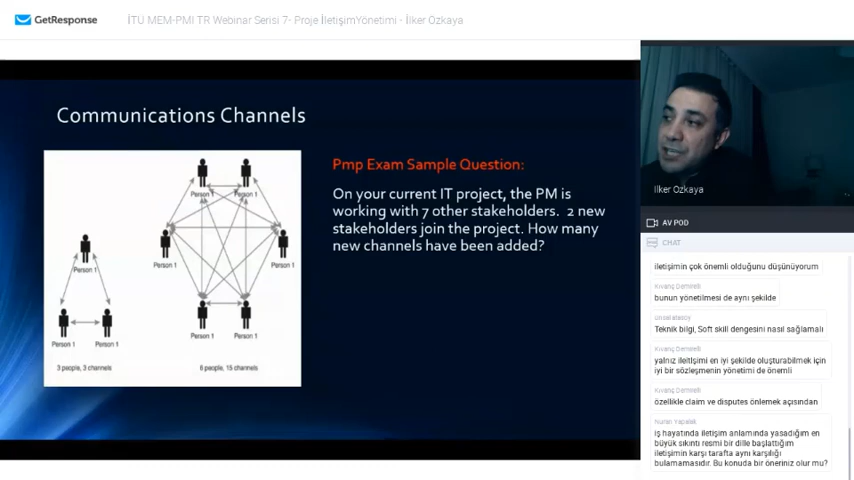 GetResponse
İTÜ MEM-PMI TR Webinar Serisi 7- Proje İletişimYönetimi - İlker Ozkaya
Communications Channels
Person 1
Person 1
Person 1
Person 1
Person 1
Person 1
Person 1
Person 1
Person 1
3 people, 3 channels
6 people, 15 channels
Pmp Exam Sample Question:
On your current IT project, the PM is
working with 7 other stakeholders. 2 new
stakeholders join the project. How many
new channels have been added?
Ilker Ozkaya
AV POD
CHAT
iletişimin çok önemli olduğunu düşünüyorum
Kıvanç Demirelli
bunun yönetilmesi de aynı şekilde
Teknik bilgi, Soft skill dengesini nasıl sağlamalı
Kıvanç Demirelli
yalnız ileitlşimi en iyi şekilde oluşturabilmek için
iyi bir sözleşmenin yönetimi de önemli
Kıvanç Demirelli
özellikle claim ve disputes önlemek açısından
Nuran Yapalak
iş hayatında iletişim anlamında yaşadığım en
büyük sıkıntı resmi bir dille başlattığım
iletişimin karşı tarafta aynı karşılığı
bulamamasıdır. Bu konuda bir öneriniz olur mu?